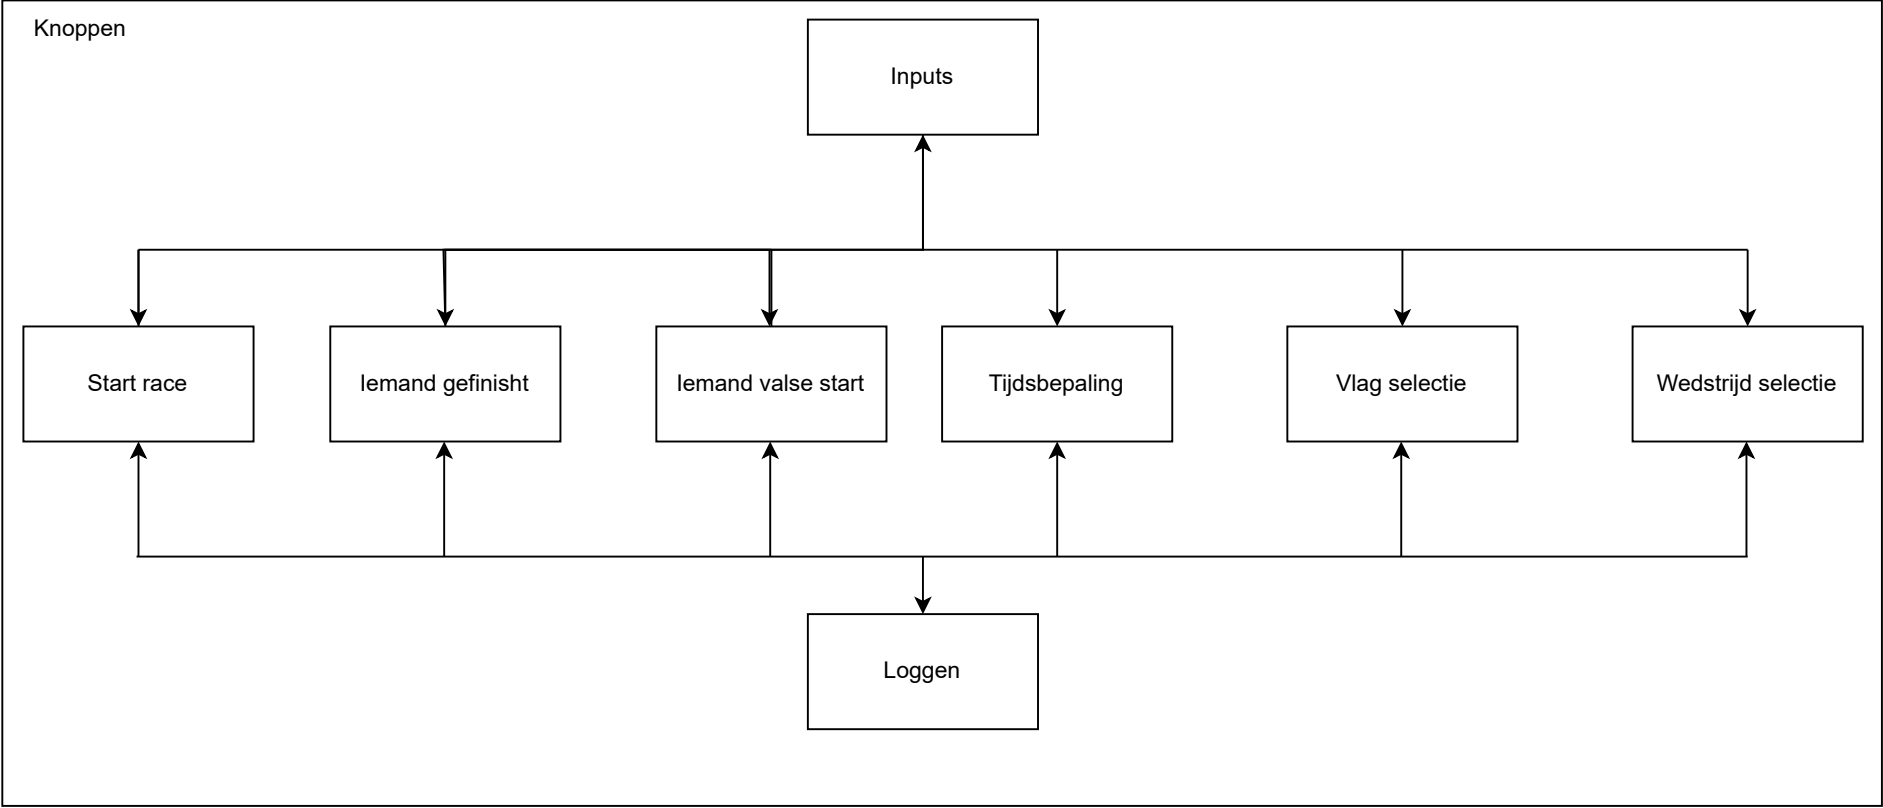 Knoppen
Inputs
Start race
Iemand gefinisht
Iemand valse start
Tijdsbepaling
Vlag selectie
Wedstrijd selectie
Loggen